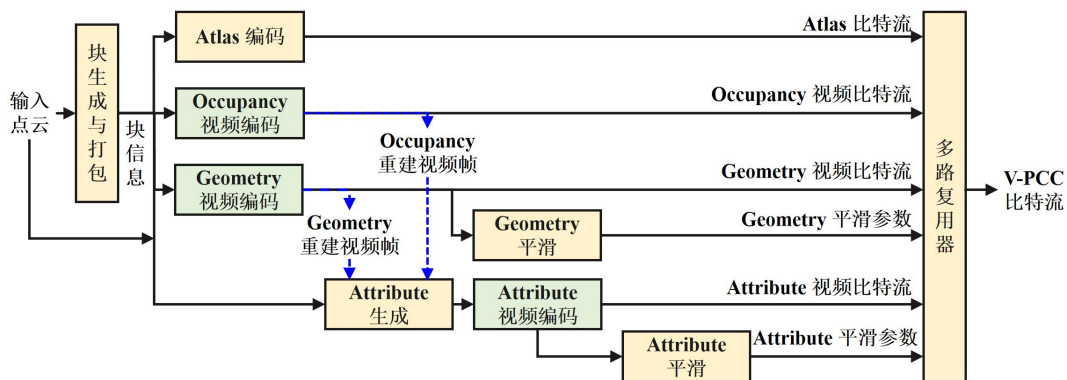 输入
点云
块生成与打包
块信息
Atlas 编码
Atlas 比特流
Occupancy
视频编码
Occupancy 视频比特流
Occupancy
重建视频帧
Geometry
视频编码
Geometry 视频比特流
Geometry
重建视频帧
Geometry
平滑
Geometry 平滑参数
Attribute
生成
Attribute
视频编码
Attribute 视频比特流
Attribute
平滑
Attribute 平滑参数
多路复用器
V-PCC
比特流